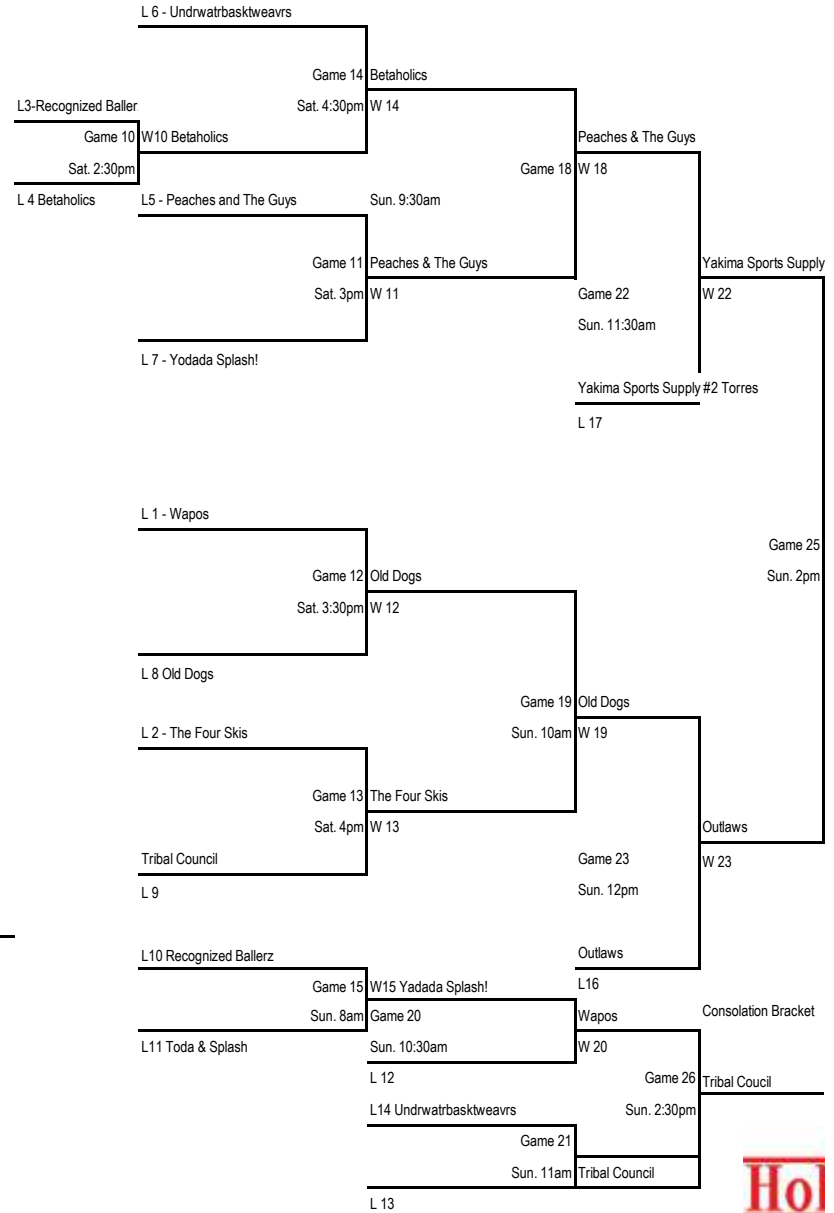 L 6 - Undrwatrbasktweavrs
Game 14 Betaholics
L3-Recognized Baller
Sat. 4:30pm W 14
Game 10 W10 Betaholics
Peaches & The Guys
Sat. 2:30pm
Game 18 W 18
L 4 Betaholics
L5 - Peaches and The Guys
Sun. 9:30am
Game 11 Peaches & The Guys
Yakima Sports Supply
Sat. 3pm W 11
Game 22
W 22
Sun. 11:30am
L 7 - Yodada Splash!
Yakima Sports Supply #2 Torres
L 17
L 1 - Wapos
Game 25
Game 12 Old Dogs
Sun. 2pm
Sat. 3:30pm W 12
L 8 Old Dogs
Game 19 Old Dogs
L 2 - The Four Skis
Sun. 10am W 19
Game 13 The Four Skis
Sat. 4pm W 13
Outlaws
Tribal Council
Game 23
W 23
L 9
Sun. 12pm
L10 Recognized Ballerz
Outlaws
Game 15 W15 Yadada Splash!
L16
Sun. 8am Game 20
Wapos
Consolation Bracket
L11 Toda & Splash
Sun. 10:30am
W 20
L 12
Game 26 Tribal Coucil
L14 Undrwatrbasktweavrs
Sun. 2:30pm
Game 21
Sun. 11am Tribal Council
L 13